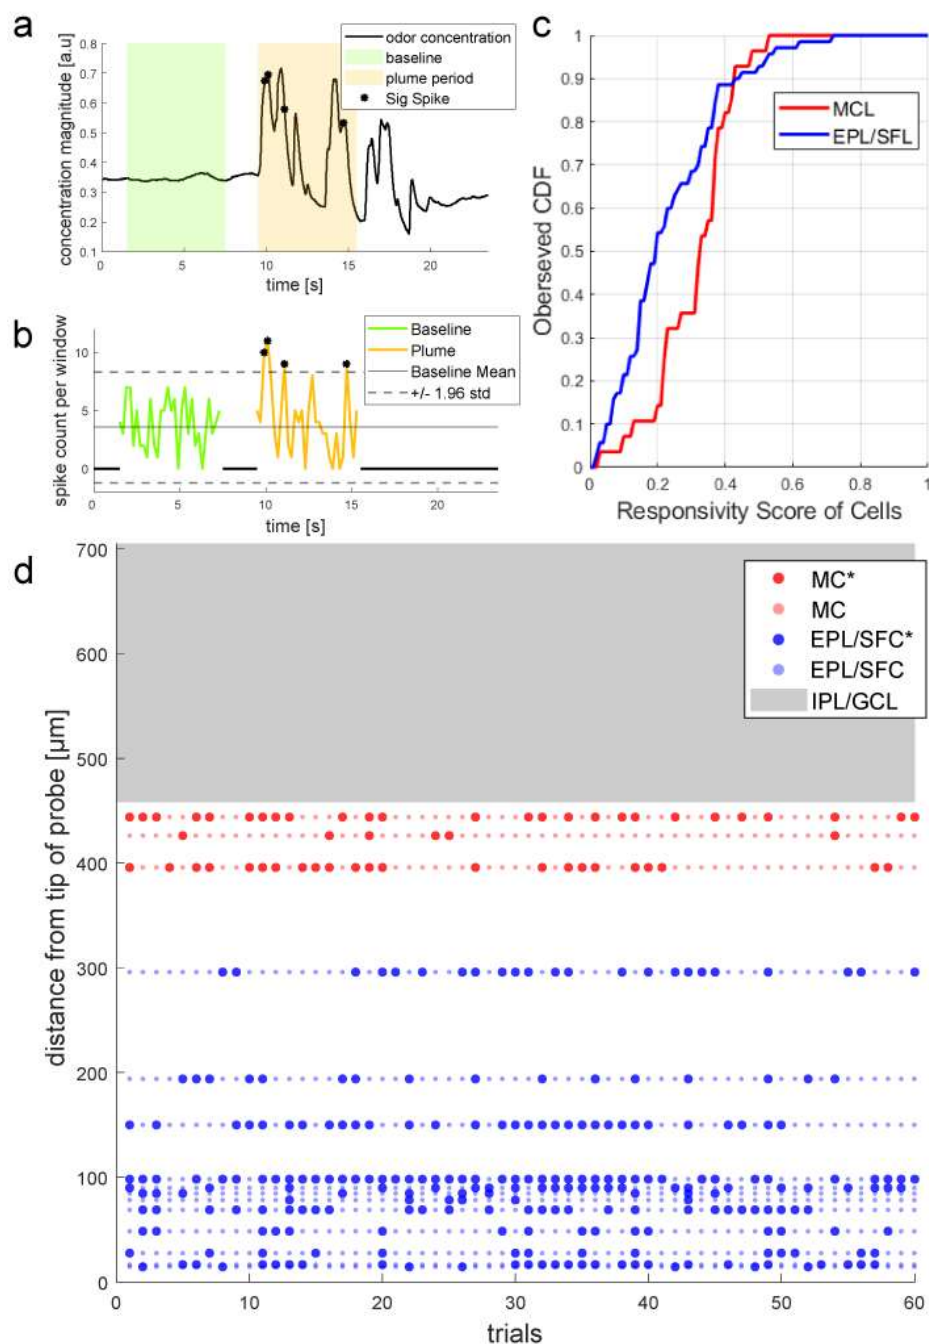 a
odor concentration
baseline
plume period
Sig Spike
concentration magnitude [a.u]
0.8
0.7
0.6
0.5
0.4
0.3
0.2
0.1
0 5 10 15 20
time [s]
b
Baseline
Plume
Baseline Mean
+/- 1.96 std
spike count per window
10
5
0
0 5 10 15 20
time [s]
c
MCL
EPL/SFL
Oberseved CDF
1
0.9
0.8
0.7
0.6
0.5
0.4
0.3
0.2
0.1
0
0 0.2 0.4 0.6 0.8 1
Responsivity Score of Cells
d
MC*
MC
EPL/SFC*
EPL/SFC
IPL/GCL
distance from tip of probe [µm]
700
600
500
400
300
200
100
0
0 10 20 30 40 50 60
trials